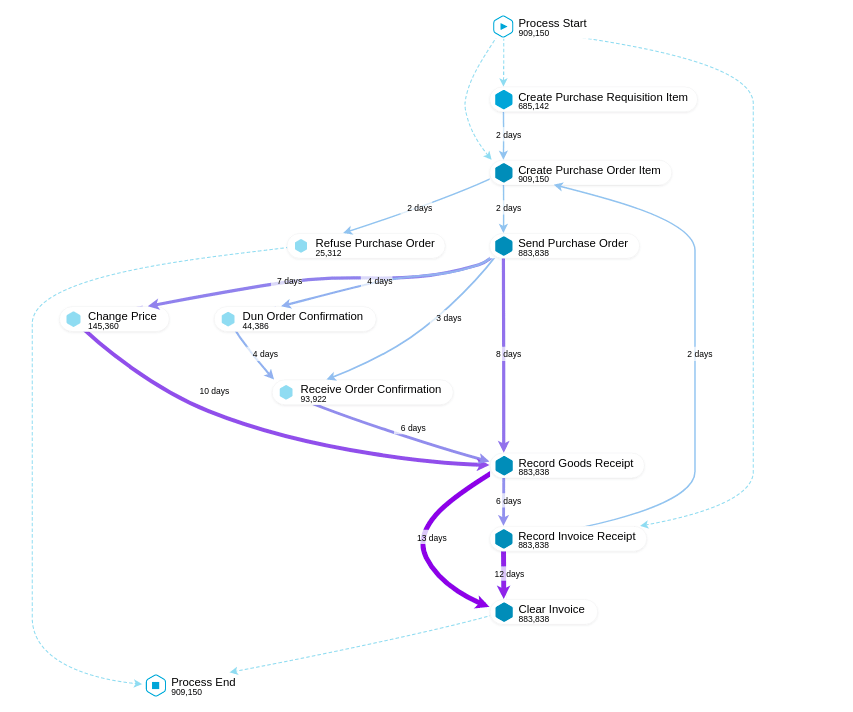 Process Start
909,150
Create Purchase Requisition Item
685,142
2 days
Create Purchase Order Item
909,150
2 days
2 days
Refuse Purchase Order
25,312
Send Purchase Order
883,838
7 days
4 days
Change Price
145,360
Dun Order Confirmation
44,386
3 days
4 days
8 days
2 days
10 days
Receive Order Confirmation
93,922
6 days
Record Goods Receipt
883,838
6 days
Record Invoice Receipt
883,838
13 days
12 days
Clear Invoice
883,838
Process End
909,150